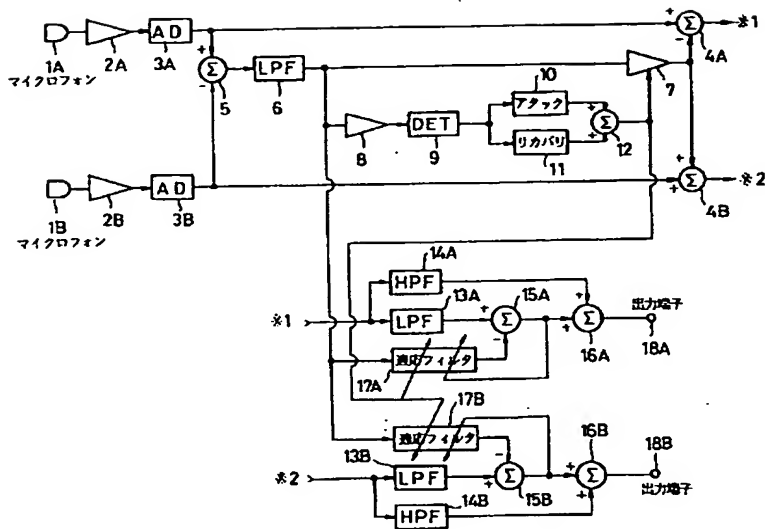 1A
マイクロフォン
2A
AD
3A
+
Σ
-
5
LPF
6
8
DET
9
10
アタック
リカバリ
11
+
Σ
+
12
7
+
Σ
-
4A
※1
1B
マイクロフォン
2B
AD
3B
+
Σ
+
4B
※2
14A
HPF
13A
※1
LPF
15A
+
Σ
-
適応フィルタ
17A
+
Σ
+
16A
出力端子
18A
17B
適応フィルタ
13B
※2
LPF
-
Σ
+
15B
14B
HPF
16B
+
Σ
+
18B
出力端子